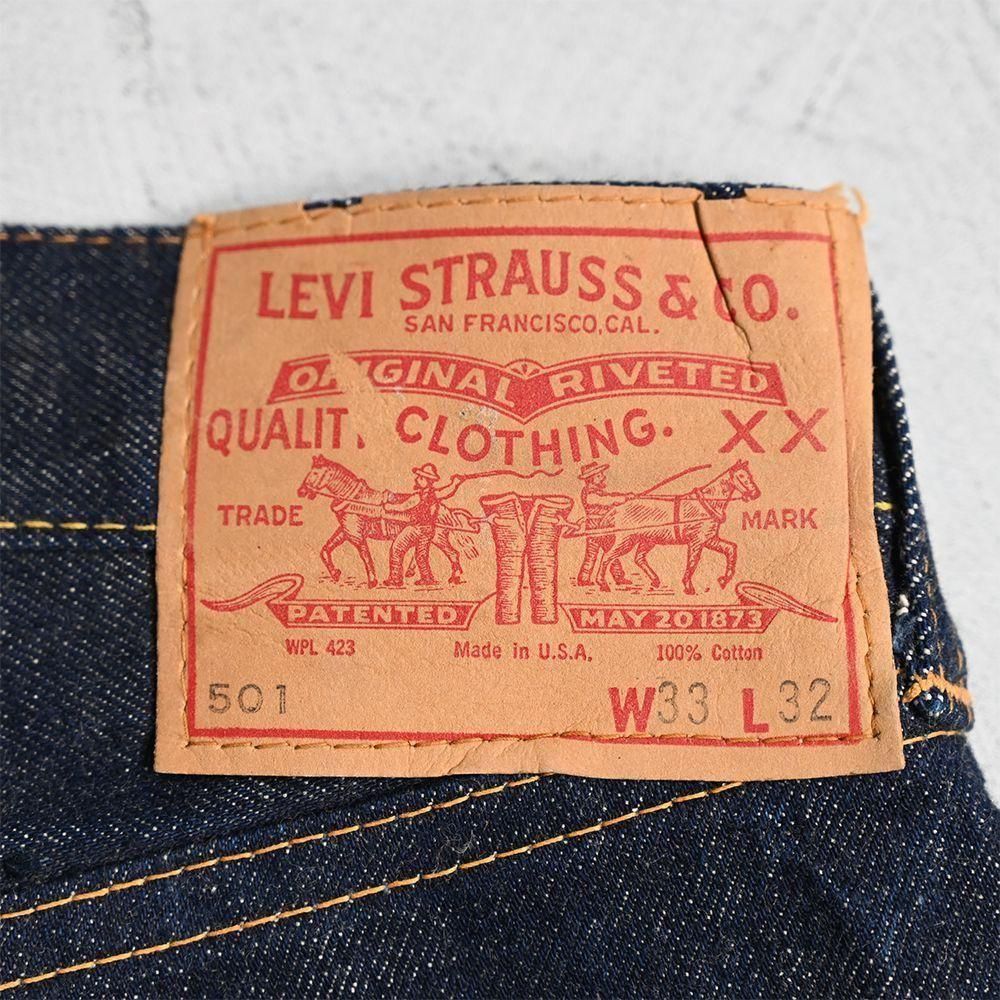 LEVI STRAUSS & CO.
SAN FRANCISCO, CAL.
ORIGINAL RIVETED
QUALITY CLOTHING. XX
TRADE MARK
PATENTED MAY 20 1873
WPL 423 Made in U.S.A. 100% Cotton
501 W33 L32